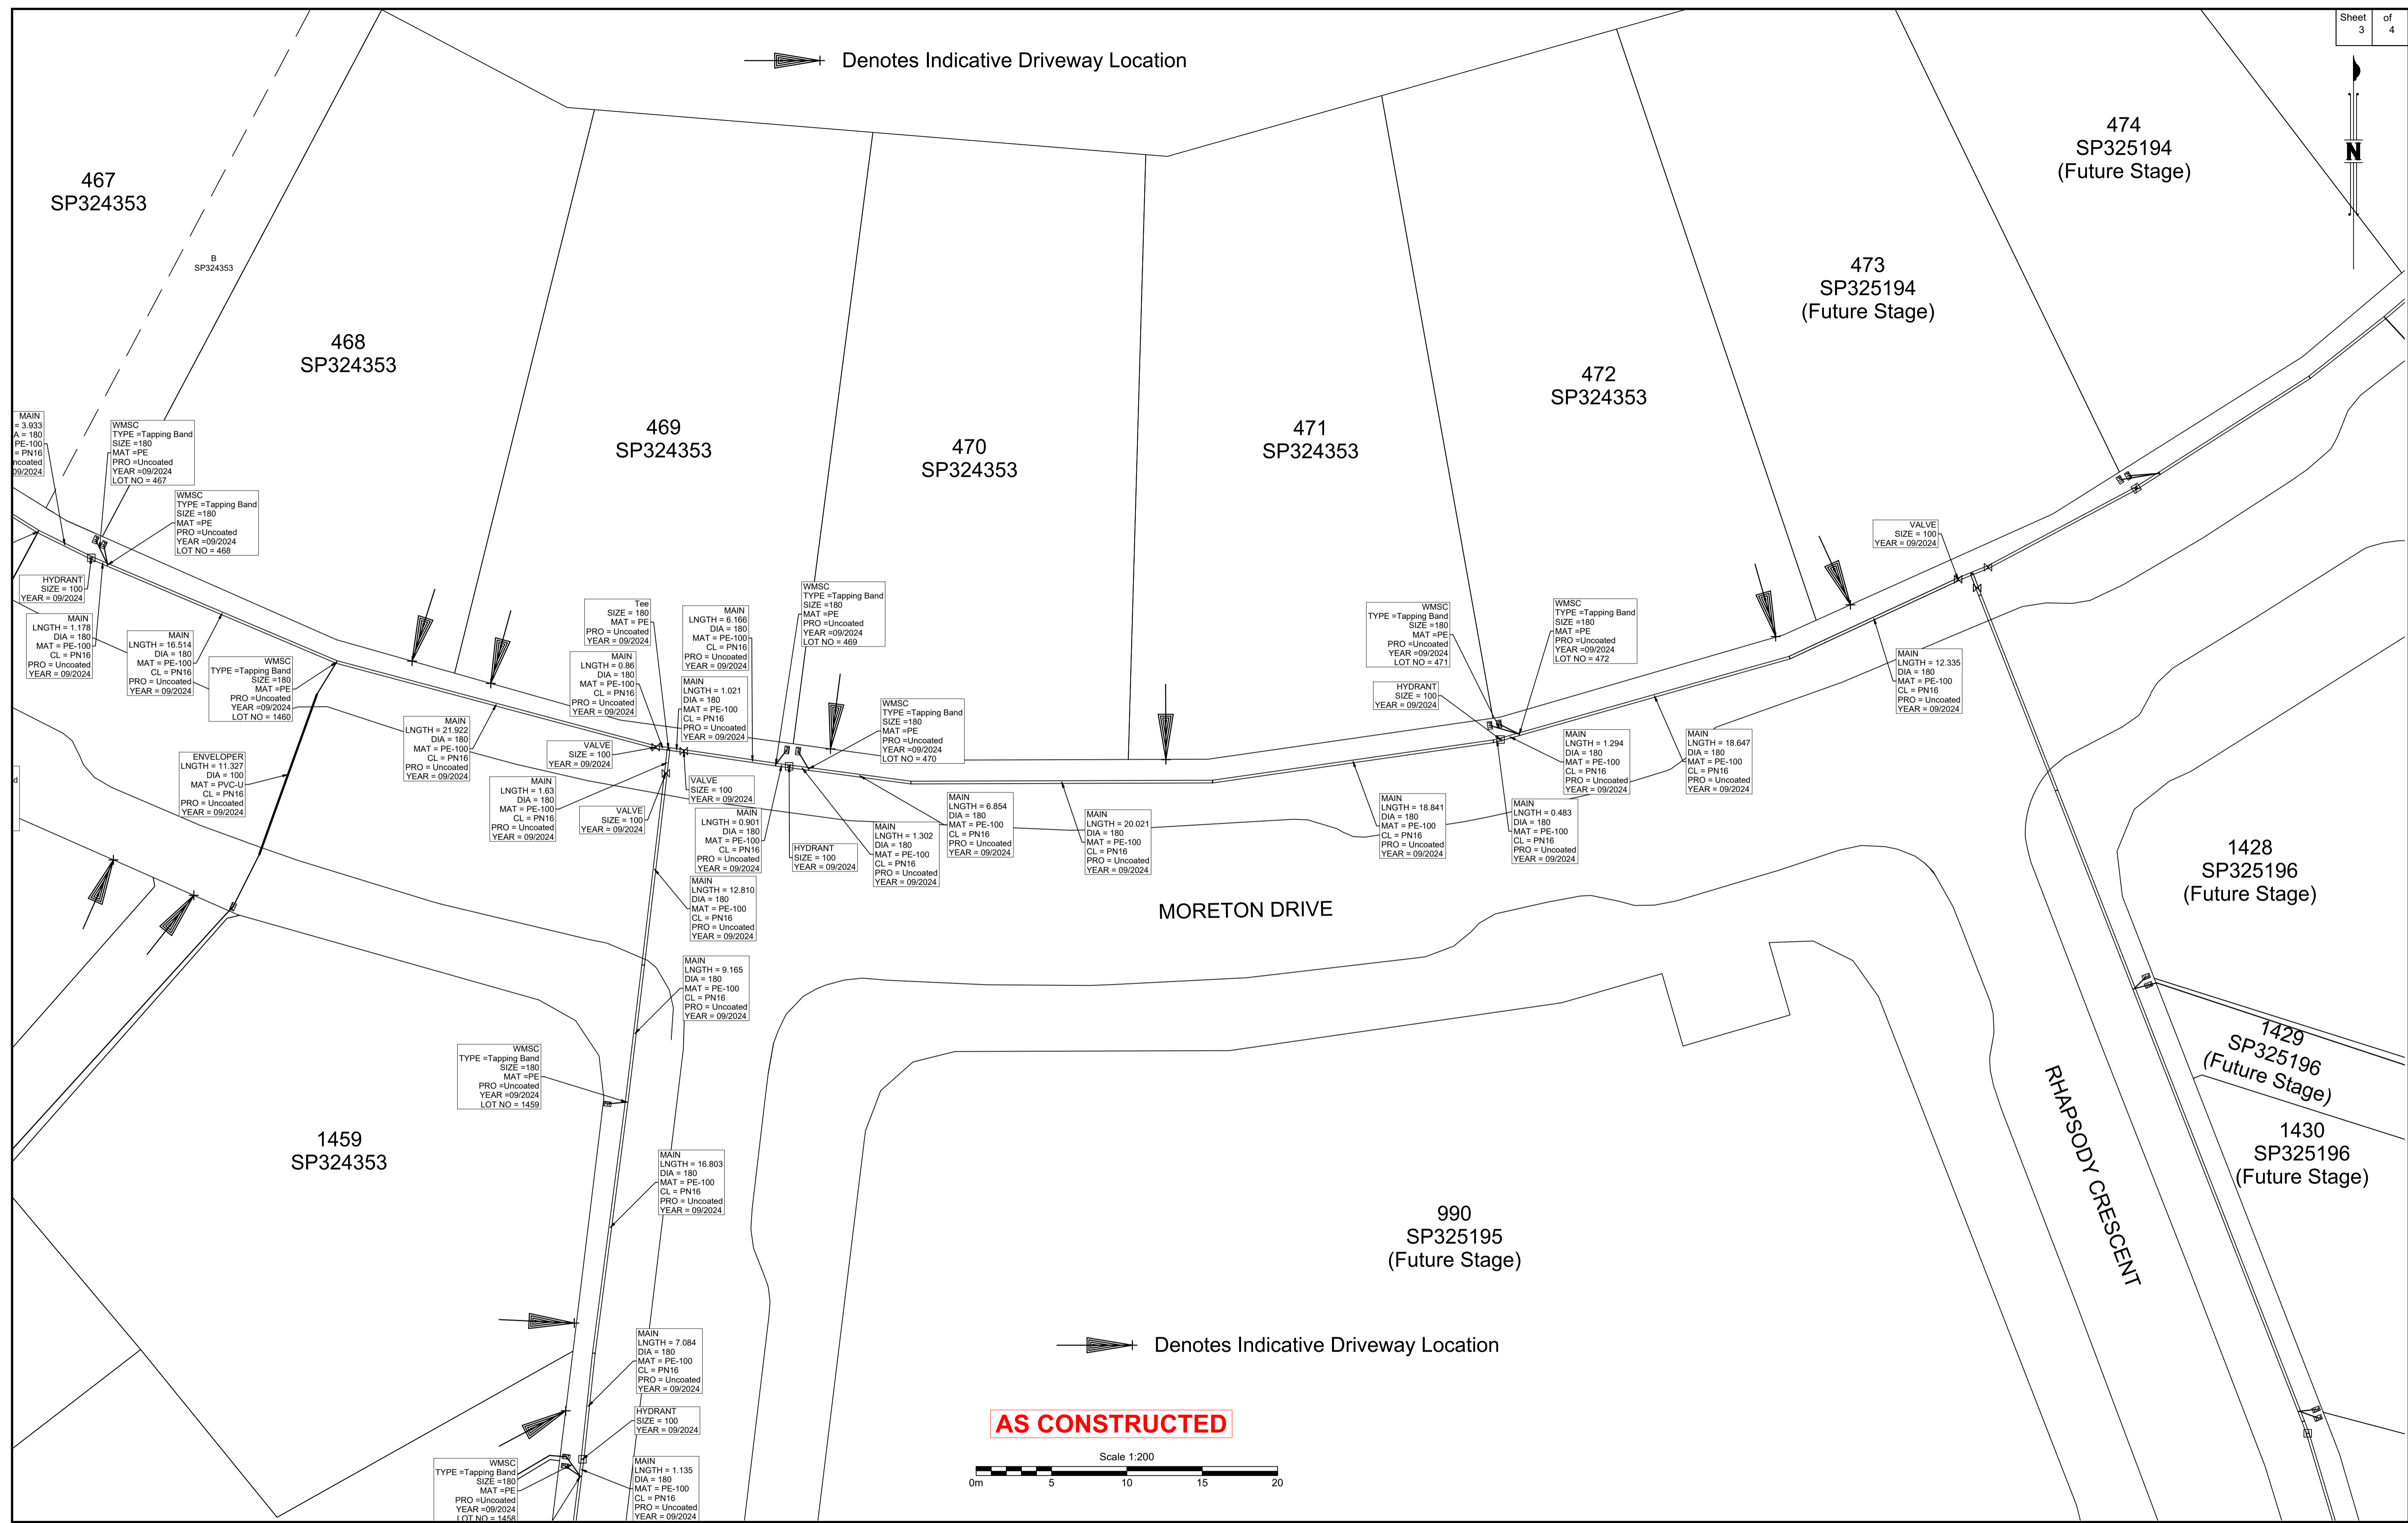 Sheet of
3 4
Denotes Indicative Driveway Location
N
467
SP324353
B
SP324353
468
SP324353
469
SP324353
470
SP324353
471
SP324353
472
SP324353
473
SP325194
(Future Stage)
474
SP325194
(Future Stage)
MAIN
= 3.933
A = 180
PE-100
= PN16
ncoated
09/2024
WMSC
TYPE =Tapping Band
SIZE =180
MAT =PE
PRO =Uncoated
YEAR =09/2024
LOT NO = 467
WMSC
TYPE =Tapping Band
SIZE =180
MAT =PE
PRO =Uncoated
YEAR =09/2024
LOT NO = 468
HYDRANT
SIZE = 100
YEAR = 09/2024
MAIN
LNGTH = 1.178
DIA = 180
MAT = PE-100
CL = PN16
PRO = Uncoated
YEAR = 09/2024
MAIN
LNGTH = 16.514
DIA = 180
MAT = PE-100
CL = PN16
PRO = Uncoated
YEAR = 09/2024
WMSC
TYPE =Tapping Band
SIZE =180
MAT =PE
PRO =Uncoated
YEAR =09/2024
LOT NO = 1460
ENVELOPER
LNGTH = 11.327
DIA = 100
MAT = PVC-U
CL = PN16
PRO = Uncoated
YEAR = 09/2024
d
MAIN
LNGTH = 21.922
DIA = 180
MAT = PE-100
CL = PN16
PRO = Uncoated
YEAR = 09/2024
Tee
SIZE = 180
MAT = PE
PRO = Uncoated
YEAR = 09/2024
MAIN
LNGTH = 0.86
DIA = 180
MAT = PE-100
CL = PN16
PRO = Uncoated
YEAR = 09/2024
MAIN
LNGTH = 6.166
DIA = 180
MAT = PE-100
CL = PN16
PRO = Uncoated
YEAR = 09/2024
MAIN
LNGTH = 1.021
DIA = 180
MAT = PE-100
CL = PN16
PRO = Uncoated
YEAR = 09/2024
WMSC
TYPE =Tapping Band
SIZE =180
MAT =PE
PRO =Uncoated
YEAR =09/2024
LOT NO = 469
WMSC
TYPE =Tapping Band
SIZE =180
MAT =PE
PRO =Uncoated
YEAR =09/2024
LOT NO = 470
VALVE
SIZE = 100
YEAR = 09/2024
MAIN
LNGTH = 1.63
DIA = 180
MAT = PE-100
CL = PN16
PRO = Uncoated
YEAR = 09/2024
VALVE
SIZE = 100
YEAR = 09/2024
VALVE
SIZE = 100
YEAR = 09/2024
MAIN
LNGTH = 0.901
DIA = 180
MAT = PE-100
CL = PN16
PRO = Uncoated
YEAR = 09/2024
HYDRANT
SIZE = 100
YEAR = 09/2024
MAIN
LNGTH = 1.302
DIA = 180
MAT = PE-100
CL = PN16
PRO = Uncoated
YEAR = 09/2024
MAIN
LNGTH = 6.854
DIA = 180
MAT = PE-100
CL = PN16
PRO = Uncoated
YEAR = 09/2024
MAIN
LNGTH = 20.021
DIA = 180
MAT = PE-100
CL = PN16
PRO = Uncoated
YEAR = 09/2024
WMSC
TYPE =Tapping Band
SIZE =180
MAT =PE
PRO =Uncoated
YEAR =09/2024
LOT NO = 471
WMSC
TYPE =Tapping Band
SIZE =180
MAT =PE
PRO =Uncoated
YEAR =09/2024
LOT NO = 472
HYDRANT
SIZE = 100
YEAR = 09/2024
MAIN
LNGTH = 18.841
DIA = 180
MAT = PE-100
CL = PN16
PRO = Uncoated
YEAR = 09/2024
MAIN
LNGTH = 0.483
DIA = 180
MAT = PE-100
CL = PN16
PRO = Uncoated
YEAR = 09/2024
MAIN
LNGTH = 1.294
DIA = 180
MAT = PE-100
CL = PN16
PRO = Uncoated
YEAR = 09/2024
MAIN
LNGTH = 18.647
DIA = 180
MAT = PE-100
CL = PN16
PRO = Uncoated
YEAR = 09/2024
VALVE
SIZE = 100
YEAR = 09/2024
MAIN
LNGTH = 12.335
DIA = 180
MAT = PE-100
CL = PN16
PRO = Uncoated
YEAR = 09/2024
MAIN
LNGTH = 12.810
DIA = 180
MAT = PE-100
CL = PN16
PRO = Uncoated
YEAR = 09/2024
MORETON DRIVE
1428
SP325196
(Future Stage)
MAIN
LNGTH = 9.165
DIA = 180
MAT = PE-100
CL = PN16
PRO = Uncoated
YEAR = 09/2024
WMSC
TYPE =Tapping Band
SIZE =180
MAT =PE
PRO =Uncoated
YEAR =09/2024
LOT NO = 1459
1459
SP324353
MAIN
LNGTH = 16.803
DIA = 180
MAT = PE-100
CL = PN16
PRO = Uncoated
YEAR = 09/2024
990
SP325195
(Future Stage)
RHAPSODY CRESCENT
1429
SP325196
(Future Stage)
1430
SP325196
(Future Stage)
MAIN
LNGTH = 7.084
DIA = 180
MAT = PE-100
CL = PN16
PRO = Uncoated
YEAR = 09/2024
Denotes Indicative Driveway Location
HYDRANT
SIZE = 100
YEAR = 09/2024
AS CONSTRUCTED
WMSC
TYPE =Tapping Band
SIZE =180
MAT =PE
PRO =Uncoated
YEAR =09/2024
LOT NO = 1458
MAIN
LNGTH = 1.135
DIA = 180
MAT = PE-100
CL = PN16
PRO = Uncoated
YEAR = 09/2024
Scale 1:200
0m 5 10 15 20